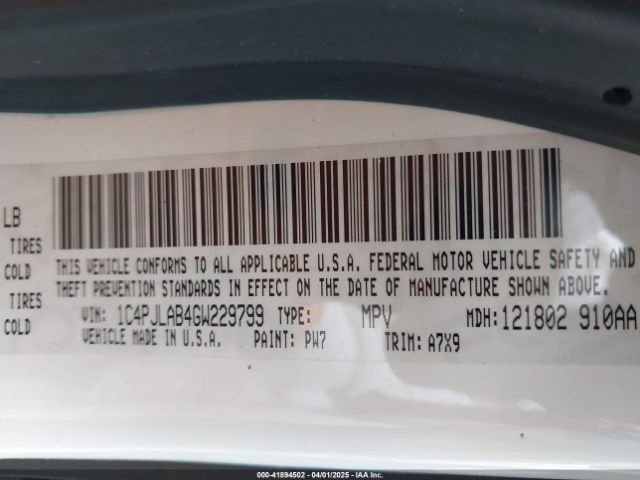 LB
TIRES
COLD
TIRES
COLD
THIS VEHICLE CONFORMS TO ALL APPLICABLE U.S.A. FEDERAL MOTOR VEHICLE SAFETY AND
THEFT PREVENTION STANDARDS IN EFFECT ON THE DATE OF MANUFACTURE SHOWN ABOVE.
VIN: 1C4PJLAB4GW229799 TYPE: MPV MDH: 121802 910AA
VEHICLE MADE IN U.S.A. PAINT: PW7 TRIM: A7X9
000-41894502 - 04/01/2025 - IAA Inc.